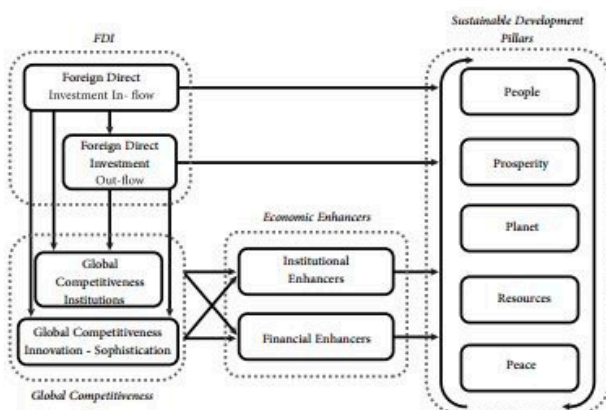 FDI
Sustainable Development
Pillars
Foreign Direct
Investment In- flow
People
Foreign Direct
Investment
Out-flow
Prosperity
Economic Enhancers
Planet
Global
Competitiveness
Institutions
Institutional
Enhancers
Resources
Global Competitiveness
Innovation - Sophistication
Financial Enhancers
Peace
Global Competitiveness